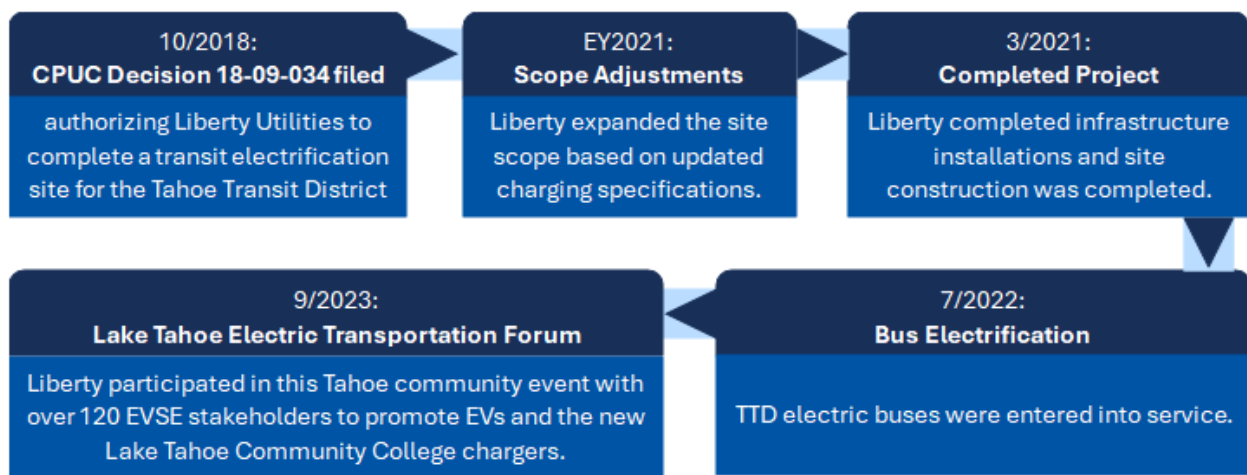 10/2018:
CPUC Decision 18-09-034 filed
authorizing Liberty Utilities to
complete a transit electrification
site for the Tahoe Transit District
EY2021:
Scope Adjustments
Liberty expanded the site
scope based on updated
charging specifications.
3/2021:
Completed Project
Liberty completed infrastructure
installations and site
construction was completed.
7/2022:
Bus Electrification
TTD electric buses were entered into service.
9/2023:
Lake Tahoe Electric Transportation Forum
Liberty participated in this Tahoe community event with
over 120 EVSE stakeholders to promote EVs and the new
Lake Tahoe Community College chargers.